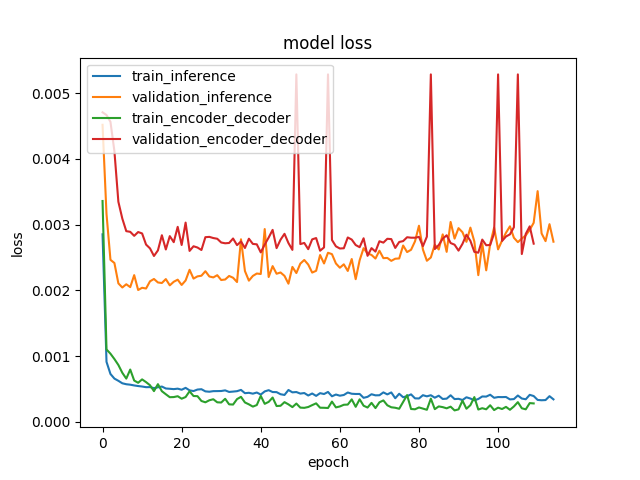 model loss
train_inference
validation_inference
train_encoder_decoder
validation_encoder_decoder
loss
0.005
0.004
0.003
0.002
0.001
0.000
0 20 40 60 80 100
epoch